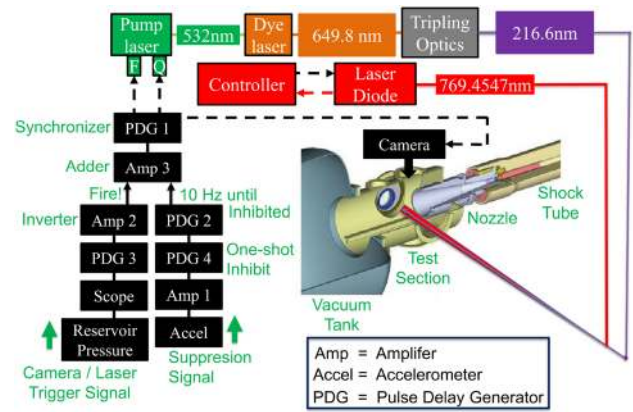 Pump
laser
532nm
Dye
laser
649.8 nm
Tripling
Optics
216.6nm
F
Q
Controller
Laser
Diode
769.4547nm
Synchronizer
PDG 1
Camera
Adder
Amp 3
Fire!
10 Hz until
Inhibited
Inverter
Amp 2
PDG 2
PDG 3
PDG 4
One-shot
Inhibit
Scope
Amp 1
Reservoir
Pressure
Accel
Camera / Laser
Trigger Signal
Suppresion
Signal
Shock
Tube
Nozzle
Test
Section
Vacuum
Tank
Amp = Amplifer
Accel = Accelerometer
PDG = Pulse Delay Generator